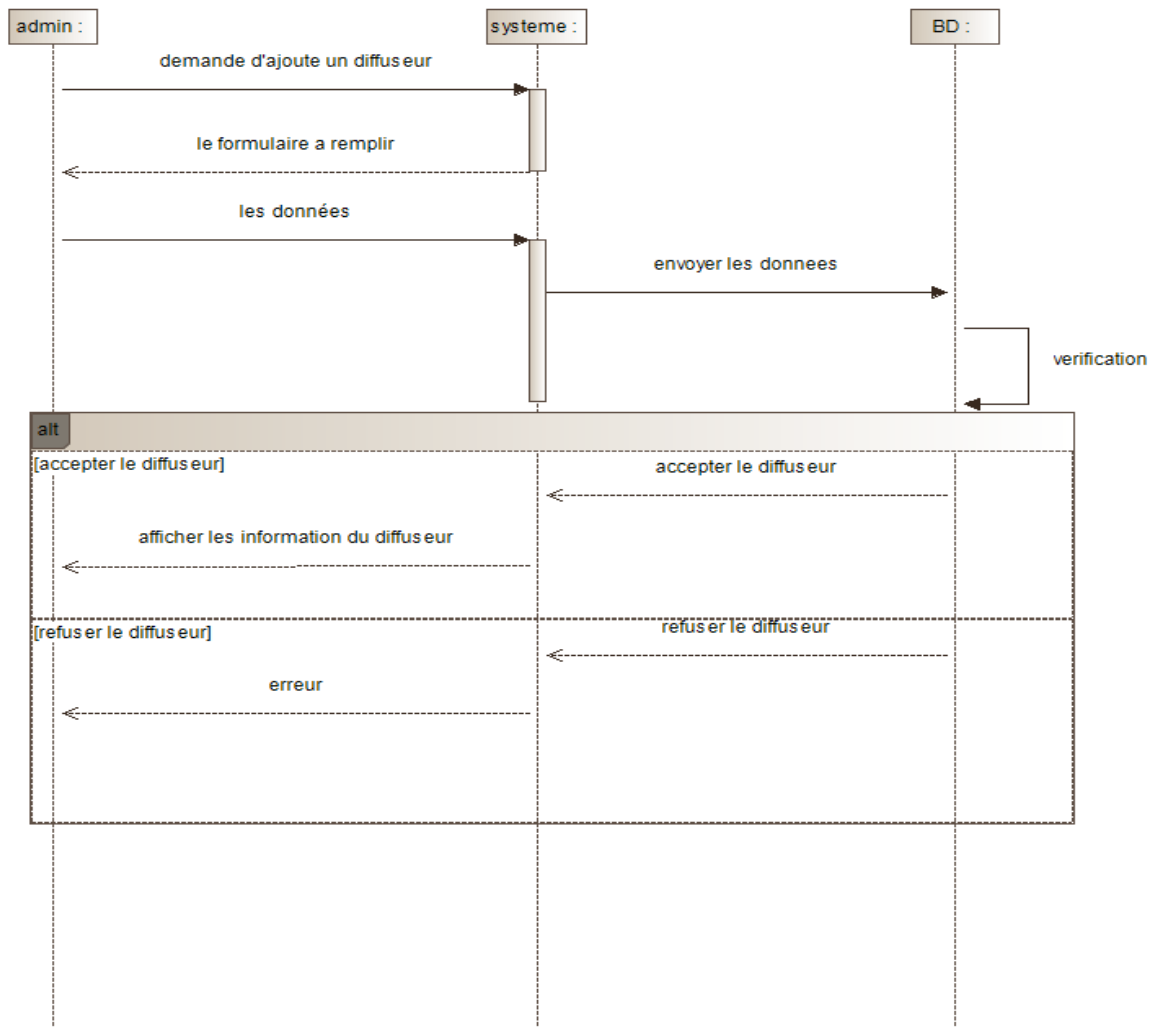 admin :
systeme :
BD :
demande d'ajoute un diffuseur
le formulaire a remplir
les données
envoyer les donnees
verification
alt
[accepter le diffuseur]
accepter le diffuseur
afficher les information du diffuseur
[refuser le diffuseur]
refuser le diffuseur
erreur